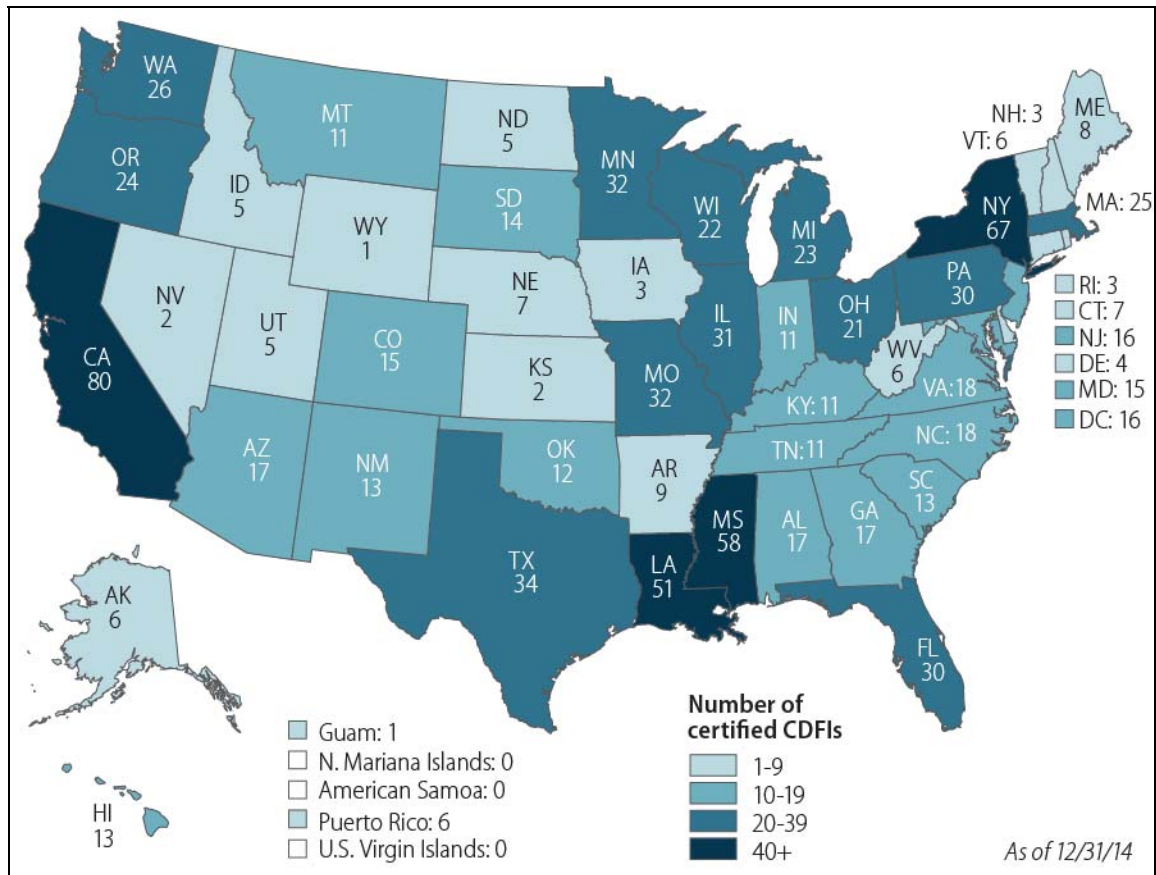 WA
26
OR
24
CA
80
ID
5
NV
2
MT
11
WY
1
UT
5
AZ
17
CO
15
NM
13
ND
5
SD
14
NE
7
KS
2
OK
12
TX
34
MN
32
IA
3
MO
32
AR
9
LA
51
WI
22
IL
31
MS
58
MI
23
IN
11
OH
21
KY: 11
TN: 11
AL
17
GA
17
FL
30
SC
13
NC: 18
VA: 18
WV
6
PA
30
NY
67
NH: 3
VT: 6
ME
8
MA: 25
RI: 3
CT: 7
NJ: 16
DE: 4
MD: 15
DC: 16
AK
6
HI
13
Guam: 1
N. Mariana Islands: 0
American Samoa: 0
Puerto Rico: 6
U.S. Virgin Islands: 0
Number of
certified CDFIs
1-9
10-19
20-39
40+
As of 12/31/14